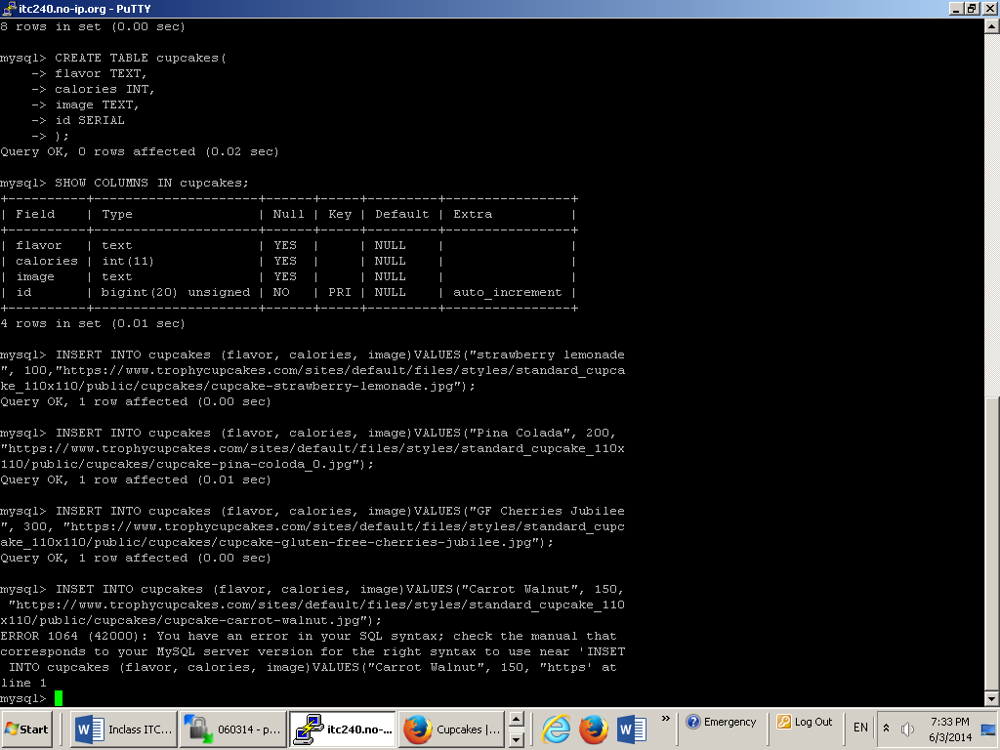 itc240.no-ip.org - PuTTY
8 rows in set (0.00 sec)
mysql> CREATE TABLE cupcakes(
    -> flavor TEXT,
    -> calories INT,
    -> image TEXT,
    -> id SERIAL
    -> );
Query OK, 0 rows affected (0.02 sec)
mysql> SHOW COLUMNS IN cupcakes;
+----------+---------------------+------+-----+---------+----------------+
| Field    | Type                | Null | Key | Default | Extra          |
+----------+---------------------+------+-----+---------+----------------+
| flavor   | text                | YES  |     | NULL    |                |
| calories | int(11)             | YES  |     | NULL    |                |
| image    | text                | YES  |     | NULL    |                |
| id       | bigint(20) unsigned | NO   | PRI | NULL    | auto_increment |
+----------+---------------------+------+-----+---------+----------------+
4 rows in set (0.01 sec)
mysql> INSERT INTO cupcakes (flavor, calories, image)VALUES("strawberry lemonade
", 100,"https://www.trophycupcakes.com/sites/default/files/styles/standard_cupca
ke_110x110/public/cupcakes/cupcake-strawberry-lemonade.jpg");
Query OK, 1 row affected (0.00 sec)
mysql> INSERT INTO cupcakes (flavor, calories, image)VALUES("Pina Colada", 200,
"https://www.trophycupcakes.com/sites/default/files/styles/standard_cupcake_110x
110/public/cupcakes/cupcake-pina-coloda_0.jpg");
Query OK, 1 row affected (0.01 sec)
mysql> INSERT INTO cupcakes (flavor, calories, image)VALUES("GF Cherries Jubilee
", 300, "https://www.trophycupcakes.com/sites/default/files/styles/standard_cupc
ake_110x110/public/cupcakes/cupcake-gluten-free-cherries-jubilee.jpg");
Query OK, 1 row affected (0.00 sec)
mysql> INSET INTO cupcakes (flavor, calories, image)VALUES("Carrot Walnut", 150,
 "https://www.trophycupcakes.com/sites/default/files/styles/standard_cupcake_110
x110/public/cupcakes/cupcake-carrot-walnut.jpg");
ERROR 1064 (42000): You have an error in your SQL syntax; check the manual that
corresponds to your MySQL server version for the right syntax to use near 'INSET
 INTO cupcakes (flavor, calories, image)VALUES("Carrot Walnut", 150, "https' at
line 1
mysql>
Start Inclass ITC... 060314 - p... itc240.no-... Cupcakes |... » Emergency Log Out EN 7:33 PM
6/3/2014